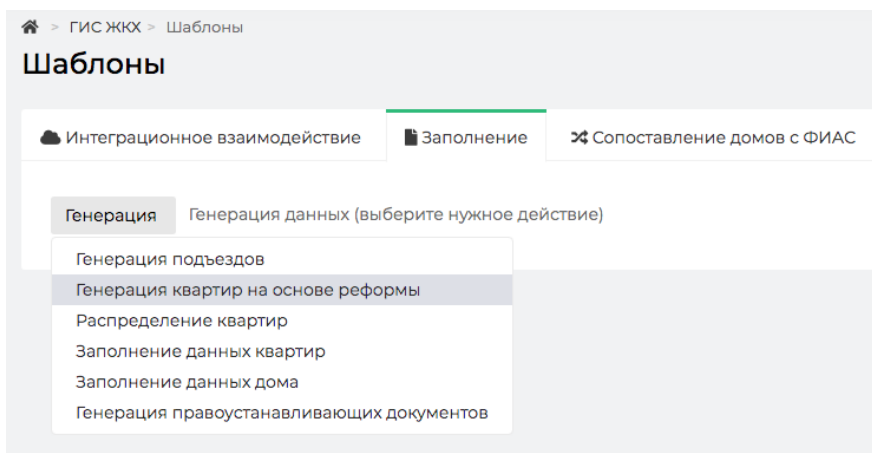 > ГИС ЖКХ > Шаблоны
Шаблоны
Интеграционное взаимодействие Заполнение Сопоставление домов с ФИАС
Генерация Генерация данных (выберите нужное действие)
Генерация подъездов
Генерация квартир на основе реформы
Распределение квартир
Заполнение данных квартир
Заполнение данных дома
Генерация правоустанавливающих документов